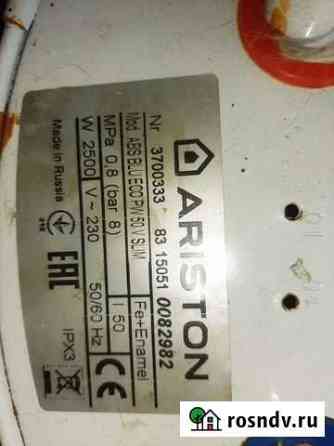 ARISTON
Nr 3700333 83 15051 0082982
Mod. ABS BLU ECO PW 50 V SLIM
Fe+Enamel
MPa 0,8 (bar 8)
l 50
W 2500 V ~ 230 50/60 Hz
IPX3
Made in Russia
CE
EAC
rosndv.ru